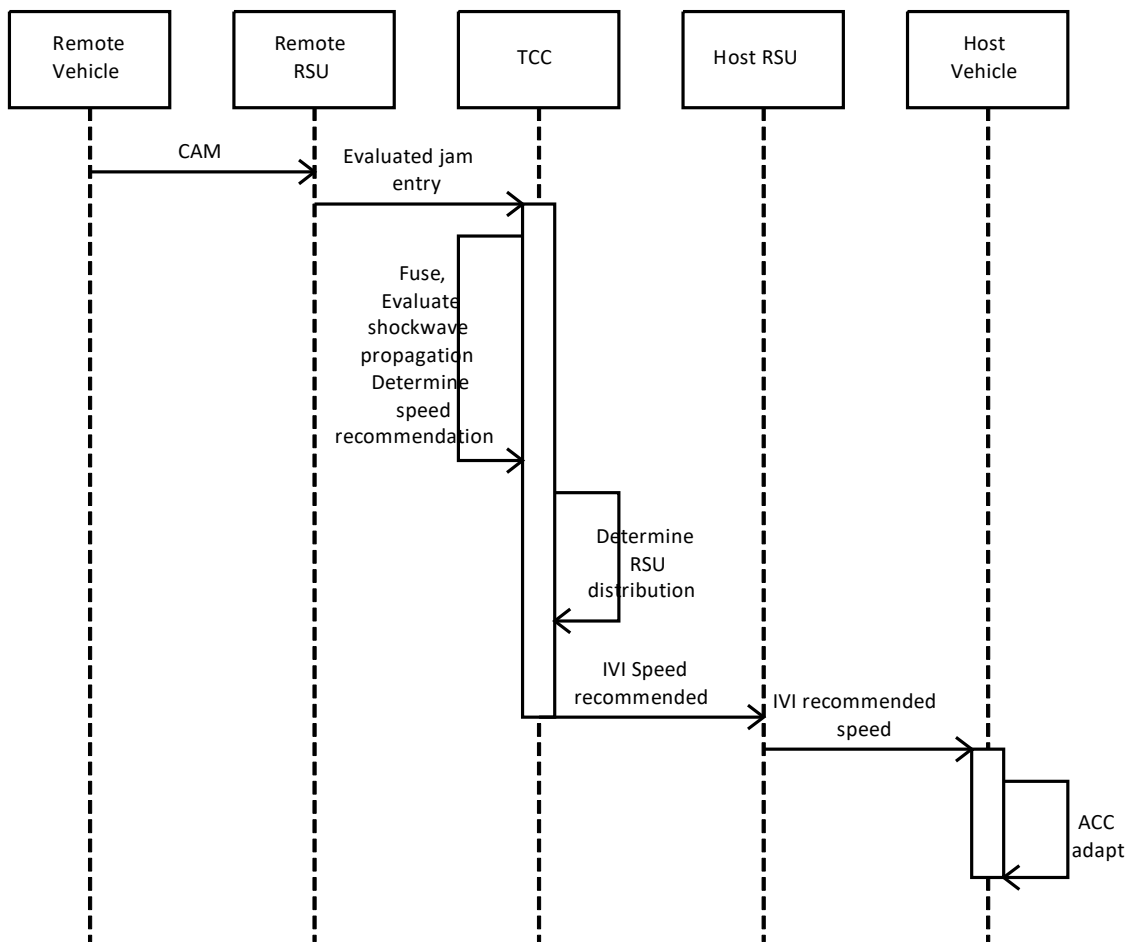 Remote
Vehicle
Remote
RSU
TCC
Host RSU
Host
Vehicle
CAM
Evaluated jam
entry
Fuse,
Evaluate
shockwave
propagation
Determine
speed
recommendation
Determine
RSU
distribution
IVI Speed
recommended
IVI recommended
speed
ACC
adapt